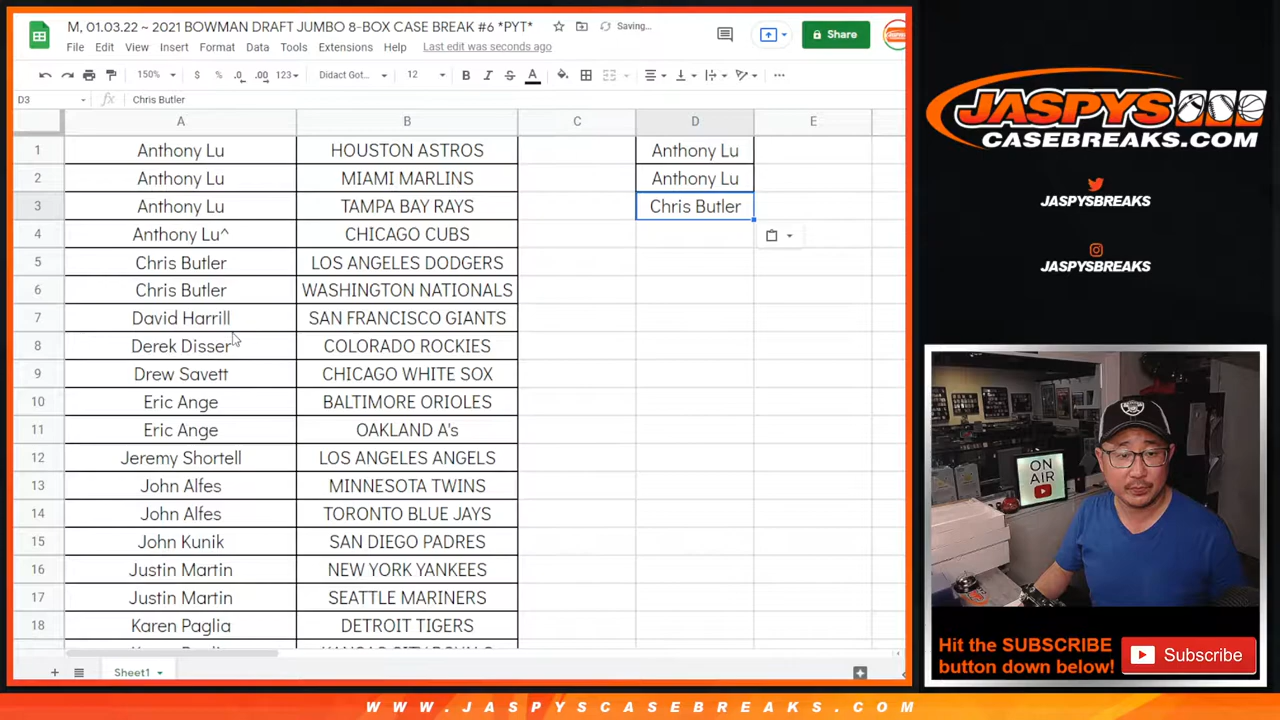 M, 01.03.22 ~ 2021 BOWMAN DRAFT JUMBO 8-BOX CASE BREAK #6 *PYT*
Saving...
File Edit View Insert Format Data Tools Extensions Help Last edit was seconds ago
Share
150% $ % .0 .00 123 Didact Got... 12 B I S A
D3 fx Chris Butler
A B C D E
1 Anthony Lu HOUSTON ASTROS Anthony Lu
2 Anthony Lu MIAMI MARLINS Anthony Lu
3 Anthony Lu TAMPA BAY RAYS Chris Butler
4 Anthony Lu^ CHICAGO CUBS
5 Chris Butler LOS ANGELES DODGERS
6 Chris Butler WASHINGTON NATIONALS
7 David Harrill SAN FRANCISCO GIANTS
8 Derek Disser COLORADO ROCKIES
9 Drew Savett CHICAGO WHITE SOX
10 Eric Ange BALTIMORE ORIOLES
11 Eric Ange OAKLAND A's
12 Jeremy Shortell LOS ANGELES ANGELS
13 John Alfes MINNESOTA TWINS
14 John Alfes TORONTO BLUE JAYS
15 John Kunik SAN DIEGO PADRES
16 Justin Martin NEW YORK YANKEES
17 Justin Martin SEATTLE MARINERS
18 Karen Paglia DETROIT TIGERS
Sheet1
JASPYS
CASEBREAKS.COM
JASPYSBREAKS
JASPYSBREAKS
ON
AIR
Hit the SUBSCRIBE
button down below!
Subscribe
WWW.JASPYSCASEBREAKS.COM